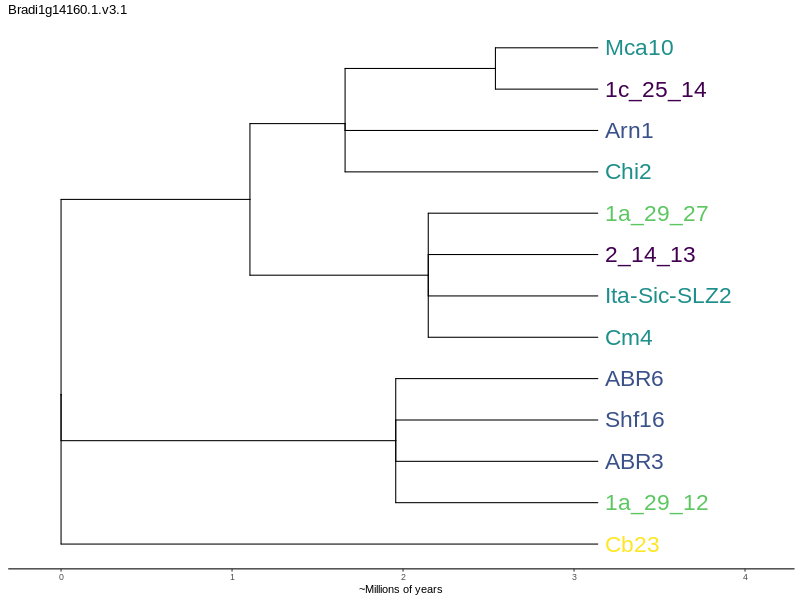 Bradi1g14160.1.v3.1
Mca10
1c_25_14
Arn1
Chi2
1a_29_27
2_14_13
Ita-Sic-SLZ2
Cm4
ABR6
Shf16
ABR3
1a_29_12
Cb23
0 1 2 3 4
~Millions of years